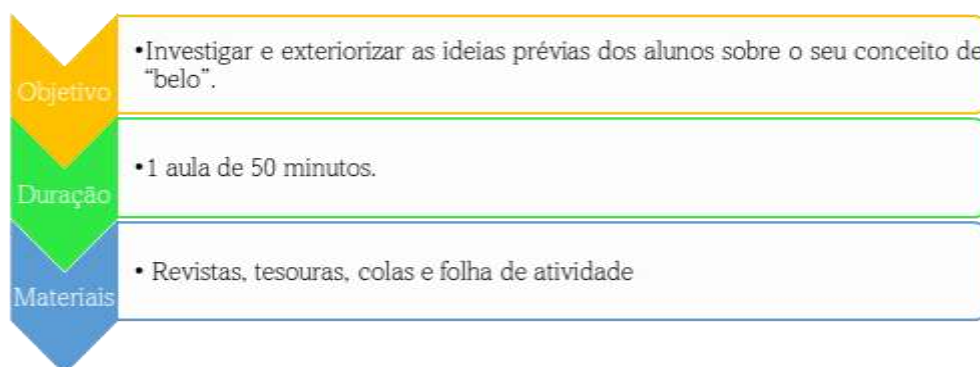 Objetivo
•Investigar e exteriorizar as ideias prévias dos alunos sobre o seu conceito de
“belo”.
Duração
•1 aula de 50 minutos.
Materiais
• Revistas, tesouras, colas e folha de atividade